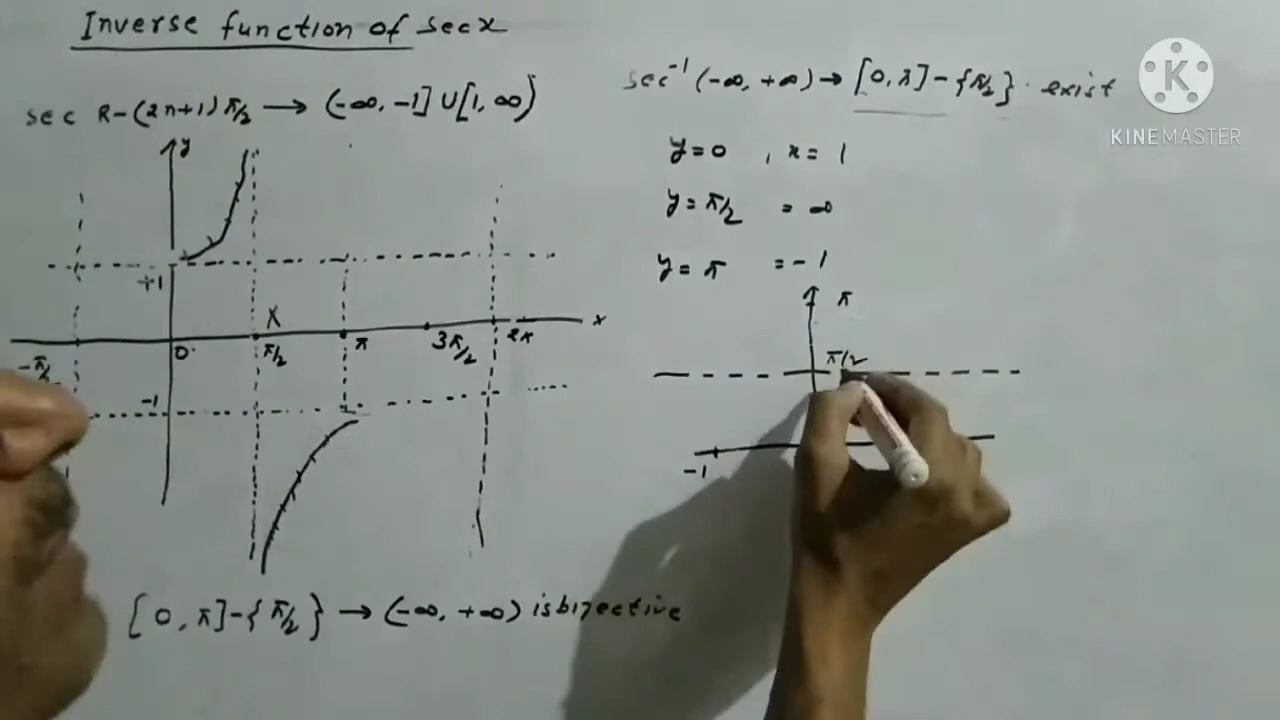 Inverse function of secx
sec R-(2n+1)π/2 → (-∞, -1] ∪ [1, ∞)
y
+1
0
π/2
X
π
3π/2
2π
x
-π/2
-1
[0, π]-{π/2} → (-∞, +∞) is bijective
sec⁻¹ (-∞, +∞) → [0, π]-{π/2} . exist
y = 0 , x = 1
y = π/2 = ∞
y = π = -1
π
π/2
-1
K
KINEMASTER